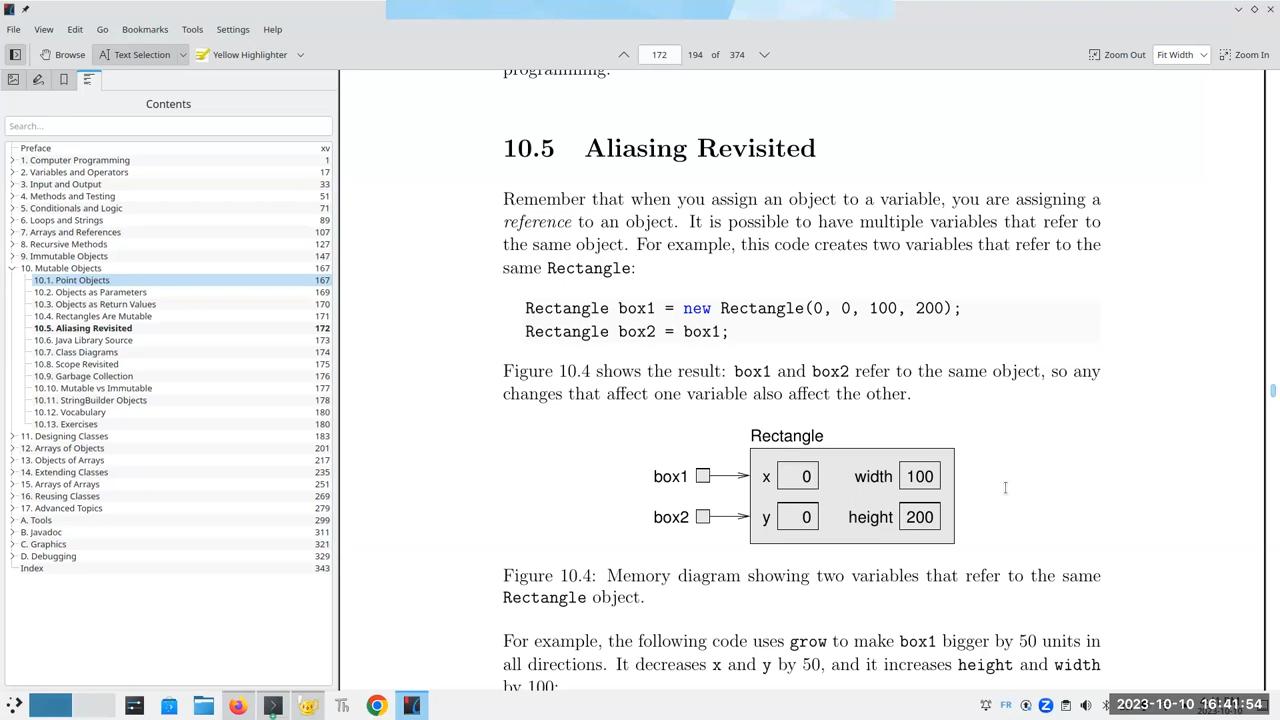 File View Edit Go Bookmarks Tools Settings Help
Browse Text Selection Yellow Highlighter 172 194 of 374 Zoom Out Fit Width Zoom In
Contents
Search...
Preface xv
1. Computer Programming 1
2. Variables and Operators 17
3. Input and Output 33
4. Methods and Testing 51
5. Conditionals and Logic 71
6. Loops and Strings 89
7. Arrays and References 107
8. Recursive Methods 127
9. Immutable Objects 147
10. Mutable Objects 167
10.1. Point Objects 167
10.2. Objects as Parameters 169
10.3. Objects as Return Values 170
10.4. Rectangles Are Mutable 171
10.5. Aliasing Revisited 172
10.6. Java Library Source 173
10.7. Class Diagrams 174
10.8. Scope Revisited 175
10.9. Garbage Collection 176
10.10. Mutable vs Immutable 177
10.11. StringBuilder Objects 178
10.12. Vocabulary 180
10.13. Exercises 180
11. Designing Classes 183
12. Arrays of Objects 201
13. Objects of Arrays 217
14. Extending Classes 235
15. Arrays of Arrays 251
16. Reusing Classes 269
17. Advanced Topics 287
A. Tools 299
B. Javadoc 311
C. Graphics 321
D. Debugging 329
Index 343
programming.
10.5 Aliasing Revisited
Remember that when you assign an object to a variable, you are assigning a
reference to an object. It is possible to have multiple variables that refer to
the same object. For example, this code creates two variables that refer to the
same Rectangle:
Rectangle box1 = new Rectangle(0, 0, 100, 200);
Rectangle box2 = box1;
Figure 10.4 shows the result: box1 and box2 refer to the same object, so any
changes that affect one variable also affect the other.
Rectangle
box1 x 0 width 100
box2 y 0 height 200
Figure 10.4: Memory diagram showing two variables that refer to the same
Rectangle object.
For example, the following code uses grow to make box1 bigger by 50 units in
all directions. It decreases x and y by 50, and it increases height and width
by 100:
FR 2023-10-10 16:41:54